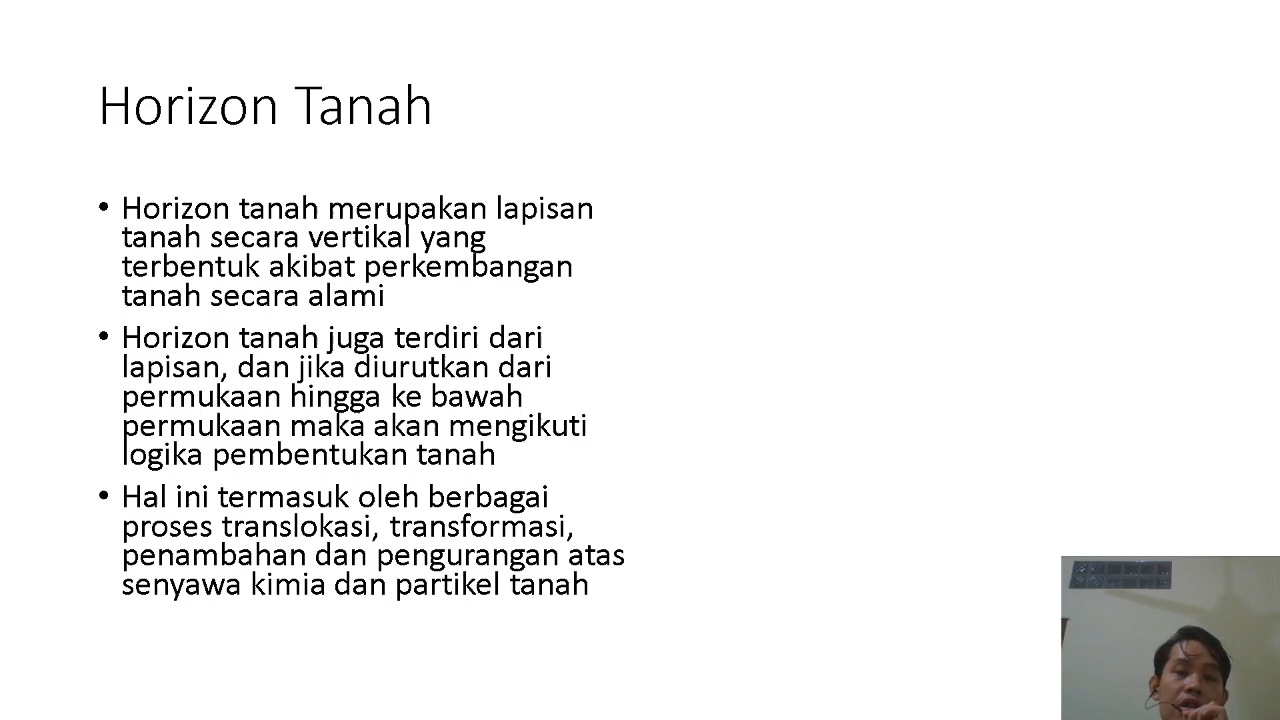 Horizon Tanah
• Horizon tanah merupakan lapisan
tanah secara vertikal yang
terbentuk akibat perkembangan
tanah secara alami
• Horizon tanah juga terdiri dari
lapisan, dan jika diurutkan dari
permukaan hingga ke bawah
permukaan maka akan mengikuti
logika pembentukan tanah
• Hal ini termasuk oleh berbagai
proses translokasi, transformasi,
penambahan dan pengurangan atas
senyawa kimia dan partikel tanah